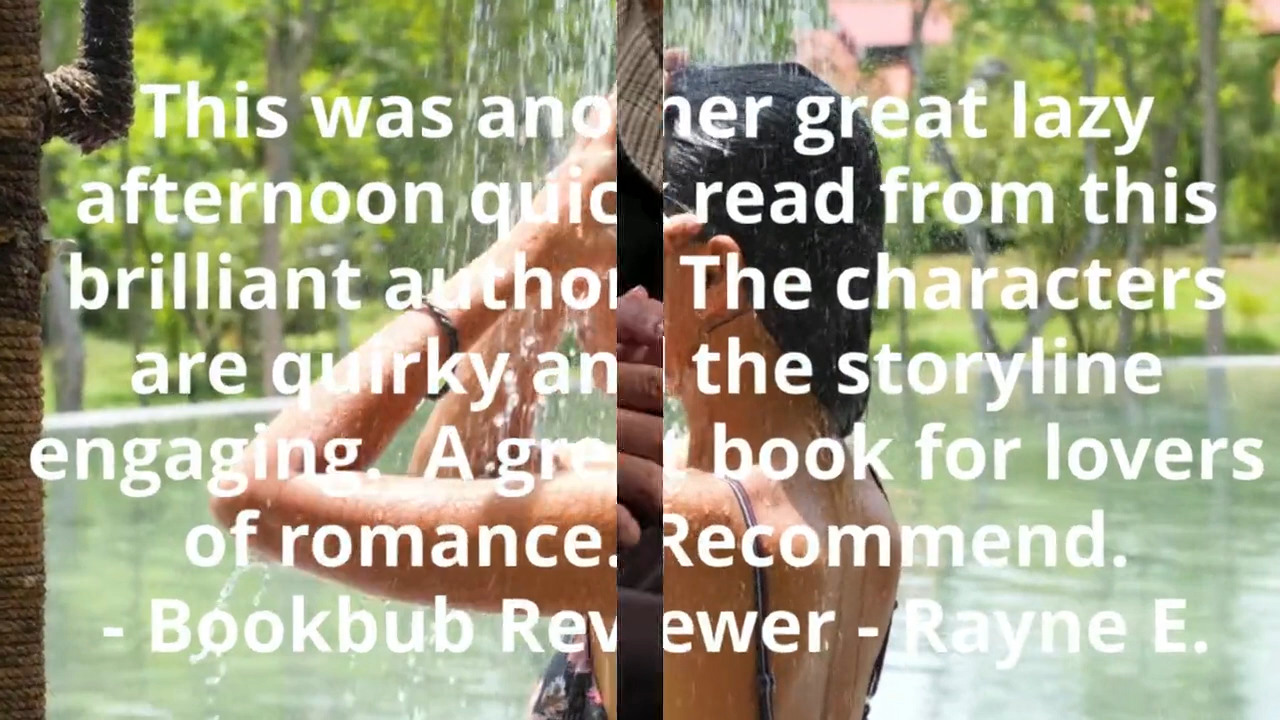 This was another great lazy
afternoon quick read from this
brilliant author. The characters
are quirky and the storyline
engaging. A great book for lovers
of romance. Recommend.
- Bookbub Reviewer - Rayne E.